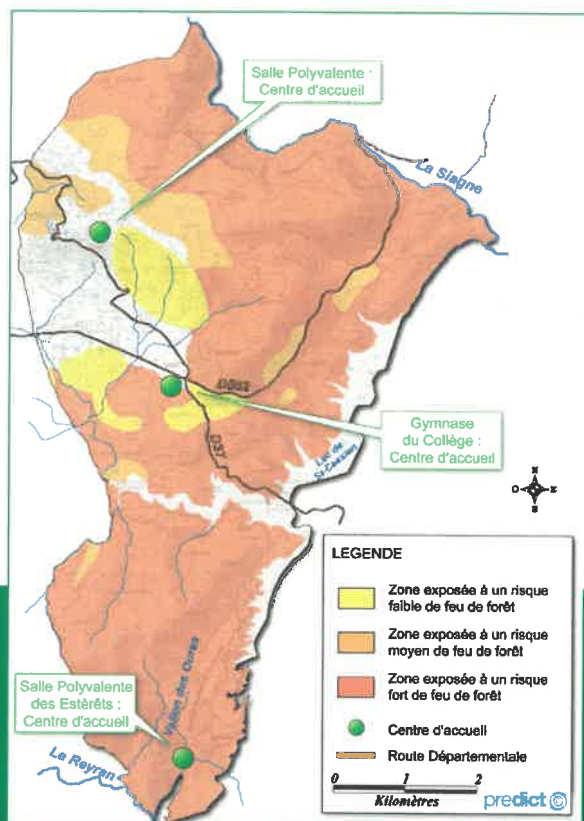 Salle Polyvalente :
Centre d'accueil
La Siagne
D562
D37
Gymnase
du Collège :
Centre d'accueil
Lac de
St-Cassien
N
O
E
S
LEGENDE
Zone exposée à un risque
faible de feu de forêt
Zone exposée à un risque
moyen de feu de forêt
Zone exposée à un risque
fort de feu de forêt
Centre d'accueil
Route Départementale
0 1 2
Kilomètres
predict
Vallon des
Salle Polyvalente
des Estérêts :
Centre d'accueil
Le Reyran